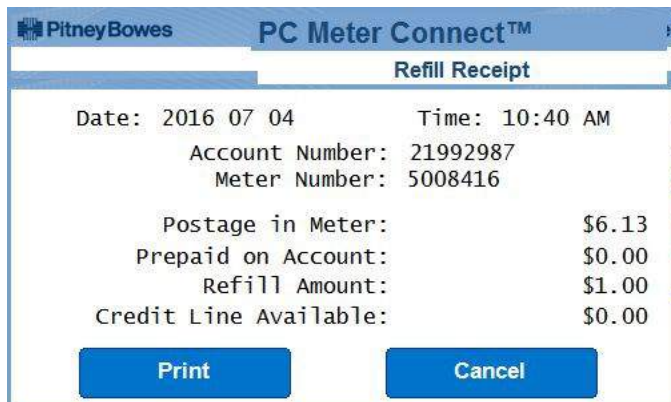 PitneyBowes PC Meter Connect™
Refill Receipt
Date: 2016 07 04 Time: 10:40 AM
Account Number: 21992987
Meter Number: 5008416
Postage in Meter: $6.13
Prepaid on Account: $0.00
Refill Amount: $1.00
Credit Line Available: $0.00
Print Cancel